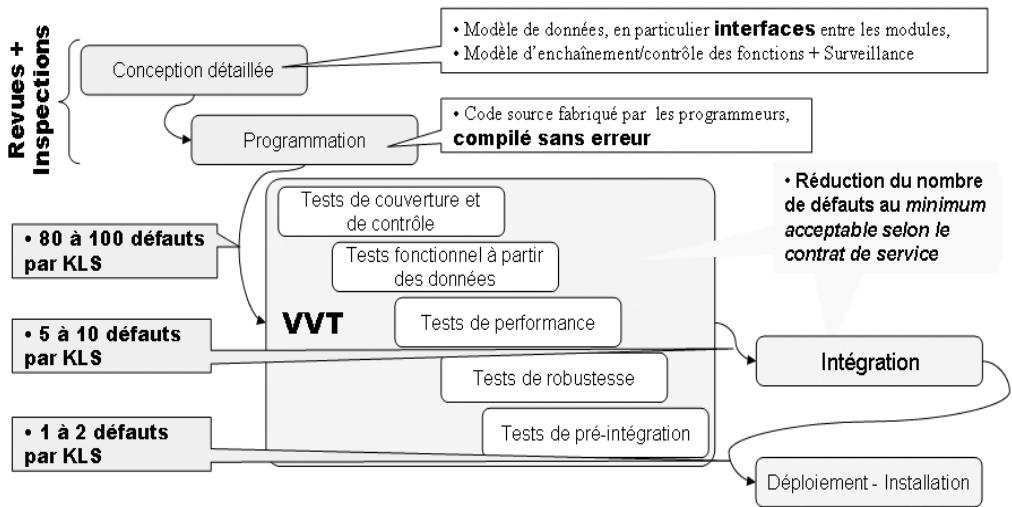 Revues +
Inspections
Conception détaillée
• Modèle de données, en particulier interfaces entre les modules,
• Modèle d'enchaînement/contrôle des fonctions + Surveillance
Programmation
• Code source fabriqué par les programmeurs,
compilé sans erreur
• 80 à 100 défauts
par KLS
Tests de couverture et
de contrôle
Tests fonctionnel à partir
des données
• Réduction du nombre
de défauts au minimum
acceptable selon le
contrat de service
VVT
Tests de performance
• 5 à 10 défauts
par KLS
Tests de robustesse
Intégration
• 1 à 2 défauts
par KLS
Tests de pré-intégration
Déploiement - Installation